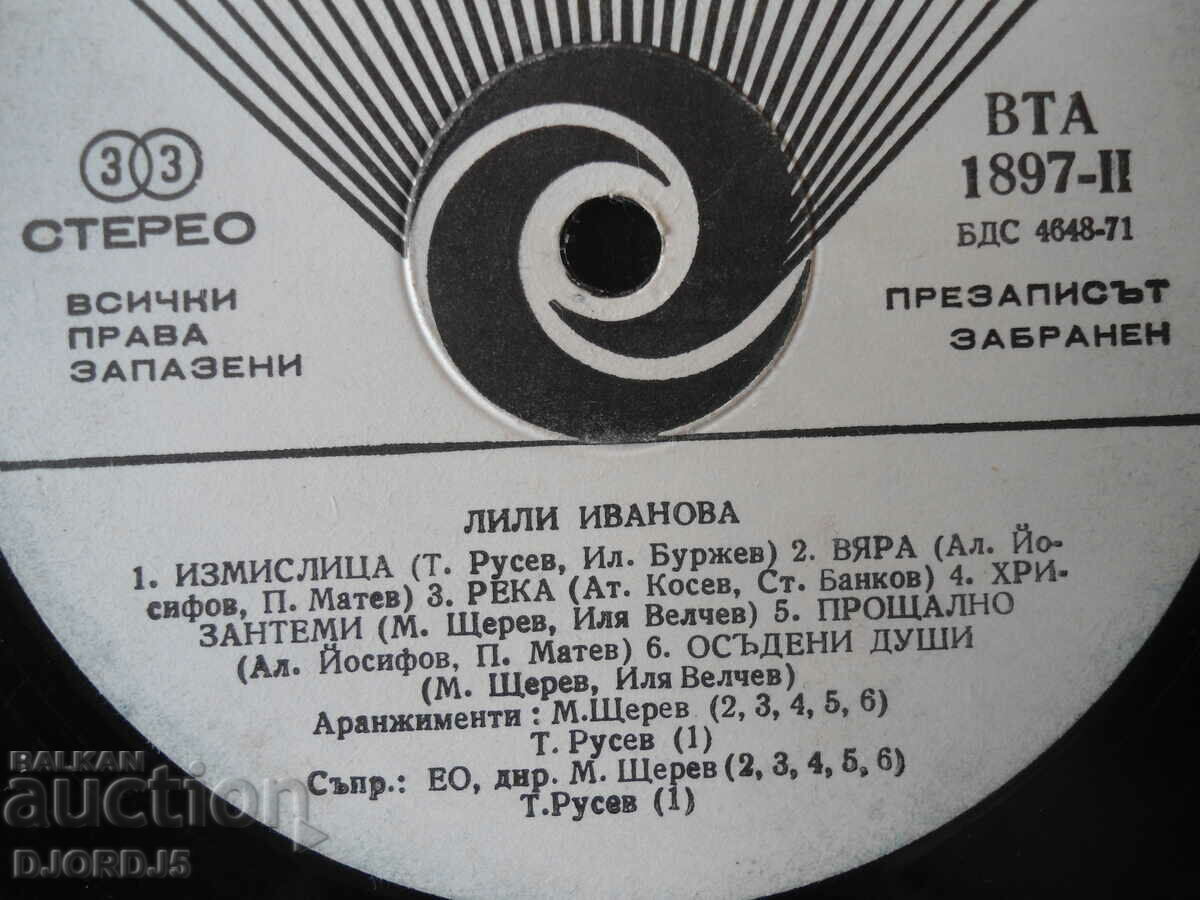 33
СТЕРЕО
ВСИЧКИ
ПРАВА
ЗАПАЗЕНИ
ВТА
1897-II
БДС 4648-71
ПРЕЗАПИСЪТ
ЗАБРАНЕН
ЛИЛИ ИВАНОВА
1. ИЗМИСЛИЦА (Т. Русев, Ил. Буржев) 2. ВЯРА (Ал. Йо-
сифов, П. Матев) 3. РЕКА (Ат. Косев, Ст. Банков) 4. ХРИ-
ЗАНТЕМИ (М. Щерев, Иля Велчев) 5. ПРОЩАЛНО
(Ал. Йосифов, П. Матев) 6. ОСЪДЕНИ ДУШИ
(М. Щерев, Иля Велчев)
Аранжименти : М.Щерев (2, 3, 4, 5, 6)
Т. Русев (1)
Съпр.: ЕО, дир. М. Щерев (2, 3, 4, 5, 6)
Т.Русев (1)
BALKAN
auction
DJORDJ5